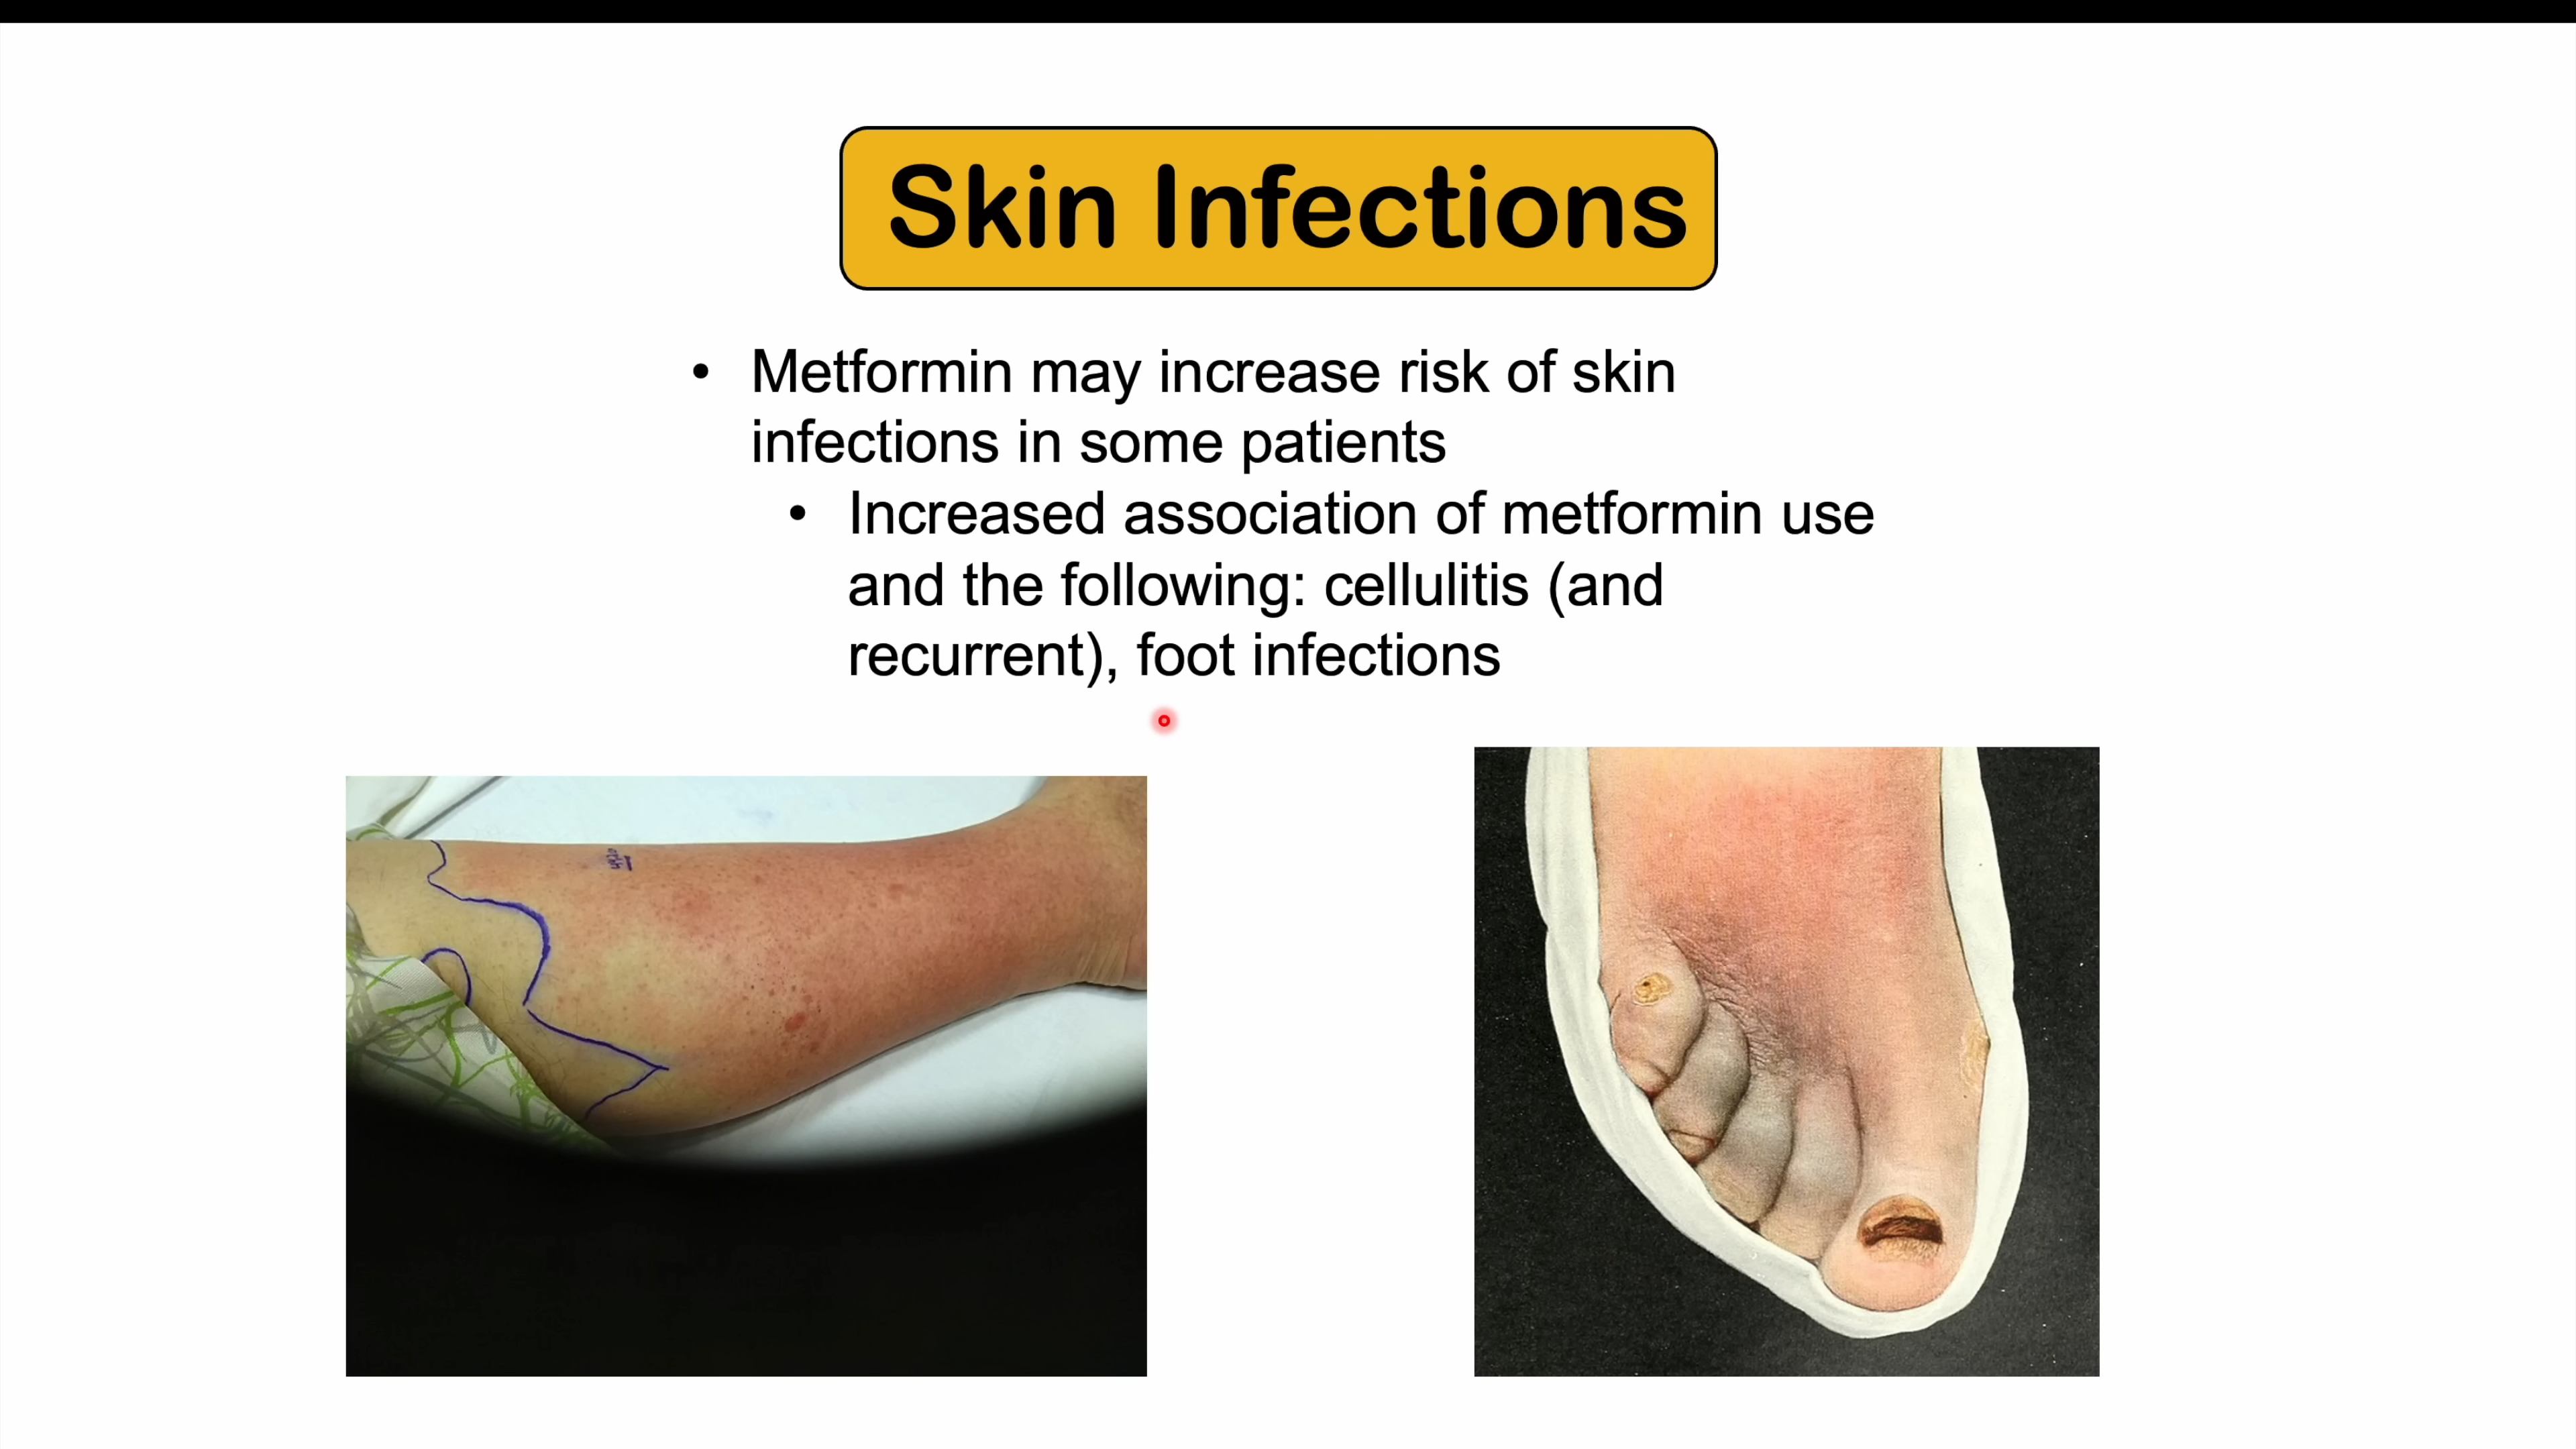 Skin Infections
• Metformin may increase risk of skin
infections in some patients
• Increased association of metformin use
and the following: cellulitis (and
recurrent), foot infections